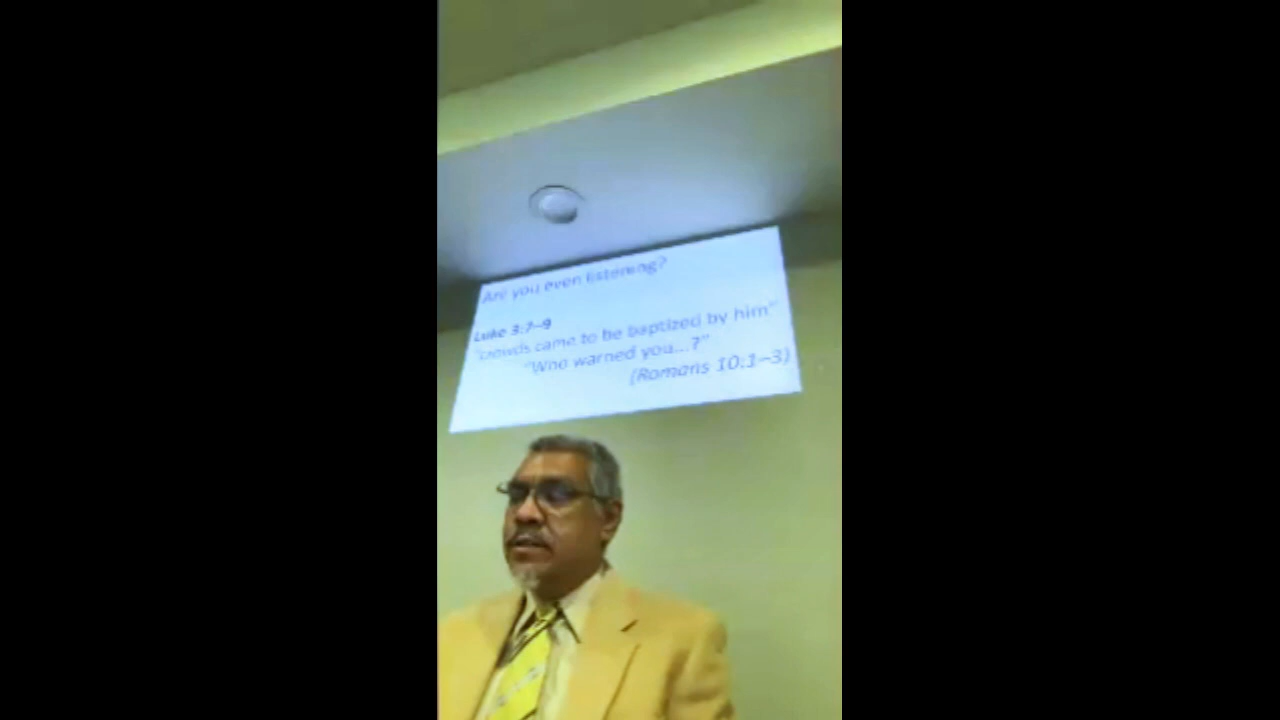 Are you even listening?
Luke 3:7–9
"crowds came to be baptized by him"
"Who warned you...?"
(Romans 10:1–3)